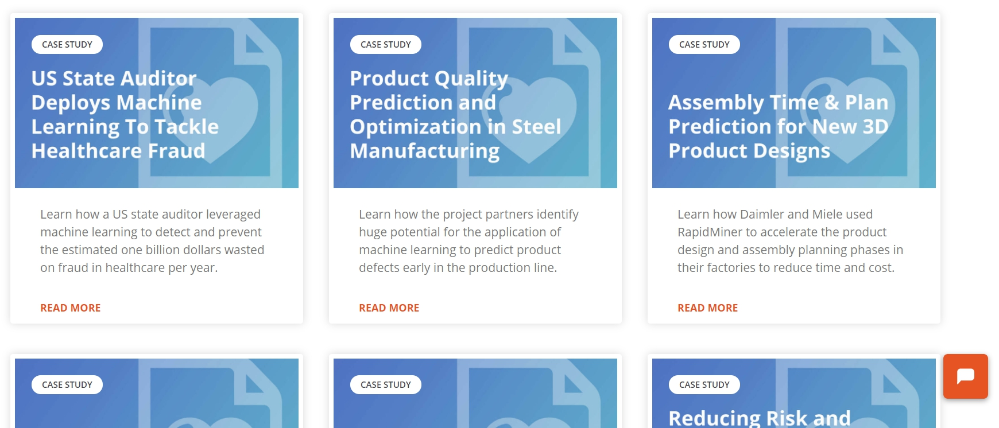 CASE STUDY
US State Auditor
Deploys Machine
Learning To Tackle
Healthcare Fraud
Learn how a US state auditor leveraged
machine learning to detect and prevent
the estimated one billion dollars wasted
on fraud in healthcare per year.
READ MORE
CASE STUDY
Product Quality
Prediction and
Optimization in Steel
Manufacturing
Learn how the project partners identify
huge potential for the application of
machine learning to predict product
defects early in the production line.
READ MORE
CASE STUDY
Assembly Time & Plan
Prediction for New 3D
Product Designs
Learn how Daimler and Miele used
RapidMiner to accelerate the product
design and assembly planning phases in
their factories to reduce time and cost.
READ MORE
CASE STUDY
CASE STUDY
CASE STUDY
Reducing Risk and